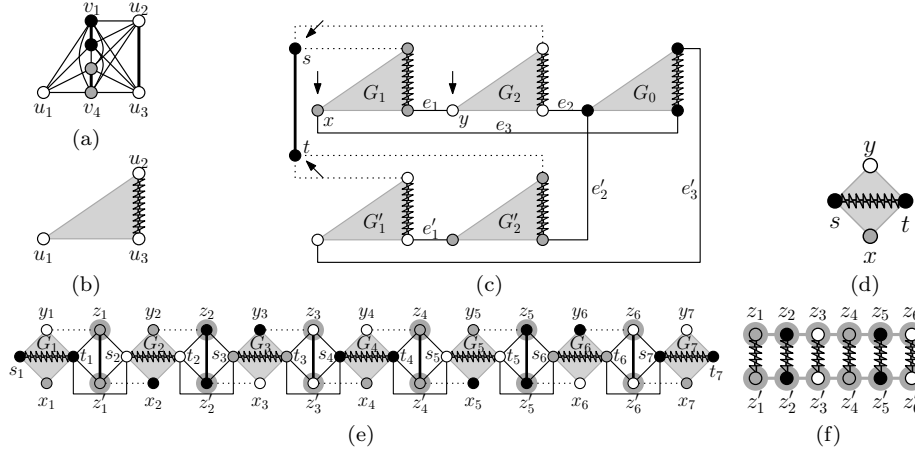 v1 u2
u1 v4 u3
(a)
u2
u1 u3
(b)
s
G1 G2 G0
x e1 y e2
e3
t
G′1 G′2 e′2 e′3
e′1
(c)
y
s t
x
(d)
y1 z1 y2 z2 y3 z3 y4 z4 y5 z5 y6 z6 y7
G1 G2 G3 G4 G5 G6 G7
s1 t1 s2 t2 s3 t3 s4 t4 s5 t5 s6 t6 s7 t7
x1 z′1 x2 z′2 x3 z′3 x4 z′4 x5 z′5 x6 z′6 x7
(e)
z1 z2 z3 z4 z5 z6
z′1 z′2 z′3 z′4 z′5 z′6
(f)